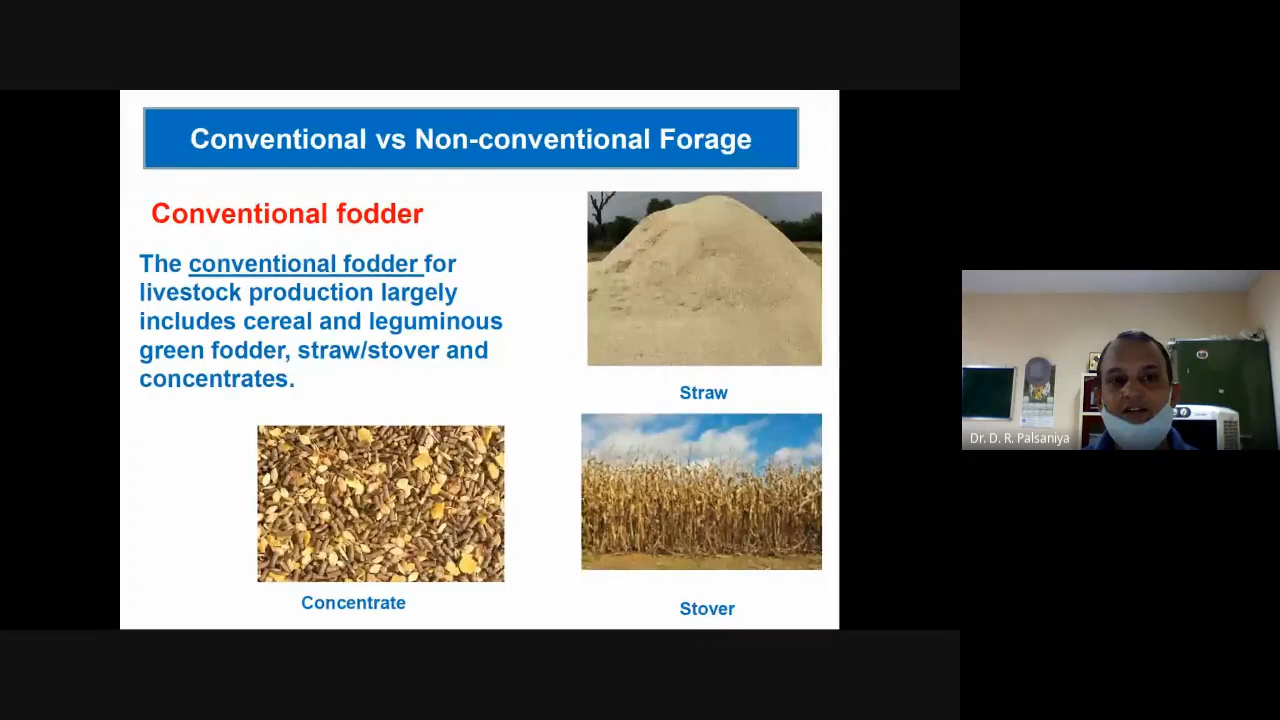 Conventional vs Non-conventional Forage
Conventional fodder
The conventional fodder for
livestock production largely
includes cereal and leguminous
green fodder, straw/stover and
concentrates.
Straw
Concentrate
Stover
Dr. D. R. Palsaniya